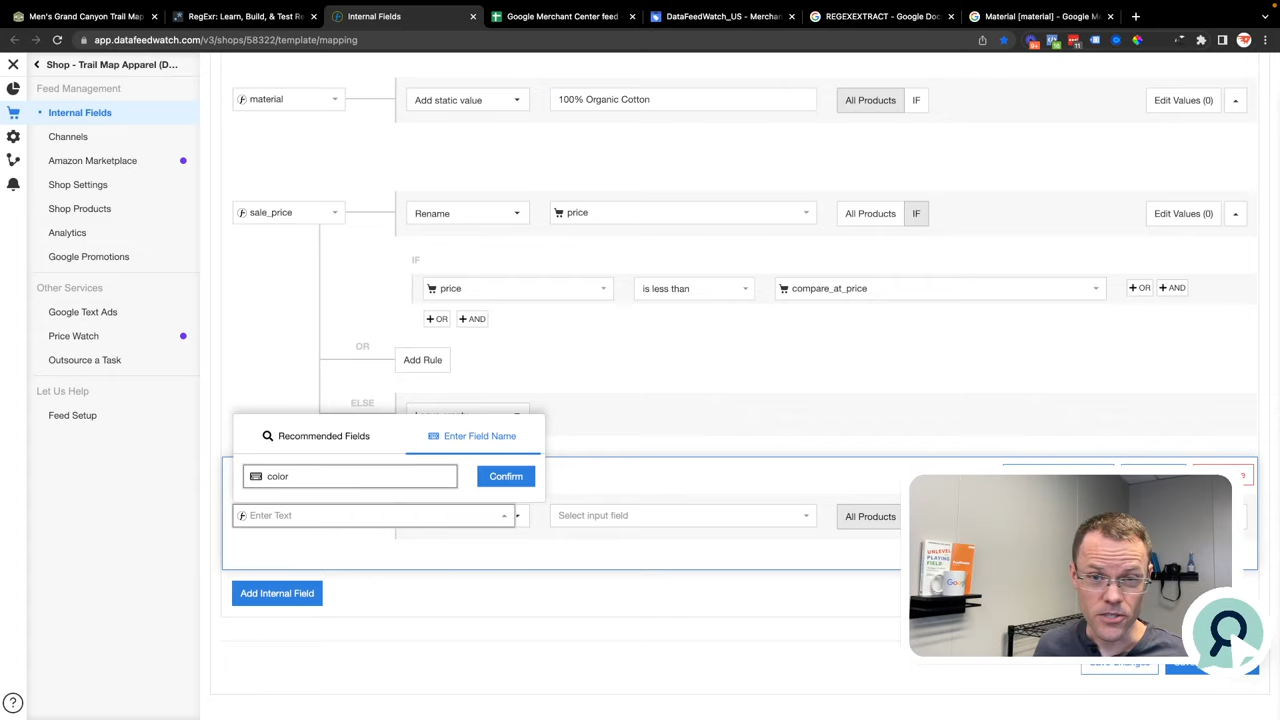 Men's Grand Canyon Trail Map
RegExr: Learn, Build, & Test R
Internal Fields
Google Merchant Center feed
DataFeedWatch_US - Merchan
REGEXEXTRACT - Google Doc
Material [material] - Google M
app.datafeedwatch.com/v3/shops/58322/template/mapping
Shop - Trail Map Apparel (D...
Feed Management
Internal Fields
Channels
Amazon Marketplace
Shop Settings
Shop Products
Analytics
Google Promotions
Other Services
Google Text Ads
Price Watch
Outsource a Task
Let Us Help
Feed Setup
material
Add static value
100% Organic Cotton
All Products
IF
Edit Values (0)
sale_price
Rename
price
All Products
IF
Edit Values (0)
IF
price
is less than
compare_at_price
+ OR
+ AND
+ OR
+ AND
OR
Add Rule
ELSE
Recommended Fields
Enter Field Name
color
Confirm
Enter Text
Select input field
All Products
Add Internal Field
Save Changes
UNLEVEL
PLAYING
FIELD
Google